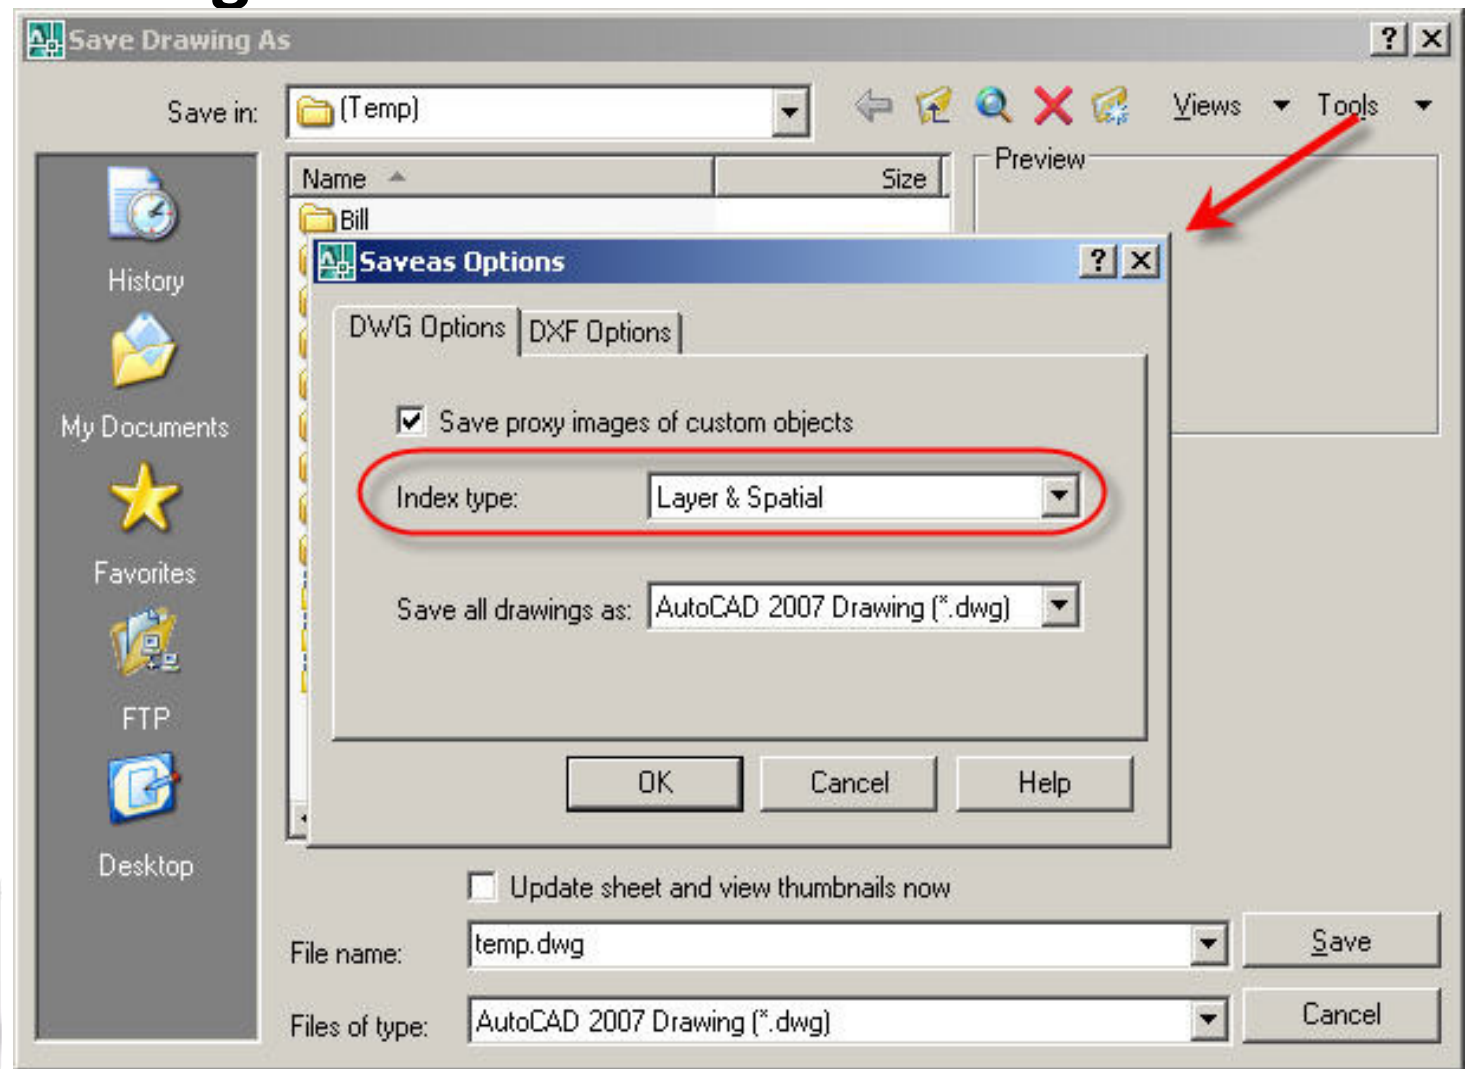 Save Drawing As
Save in: (Temp) Views Tools
Name Size Preview
Bill
Saveas Options
DWG Options DXF Options
Save proxy images of custom objects
Index type: Layer & Spatial
Save all drawings as: AutoCAD 2007 Drawing (*.dwg)
OK Cancel Help
History
My Documents
Favorites
FTP
Desktop
Update sheet and view thumbnails now
File name: temp.dwg Save
Files of type: AutoCAD 2007 Drawing (*.dwg) Cancel